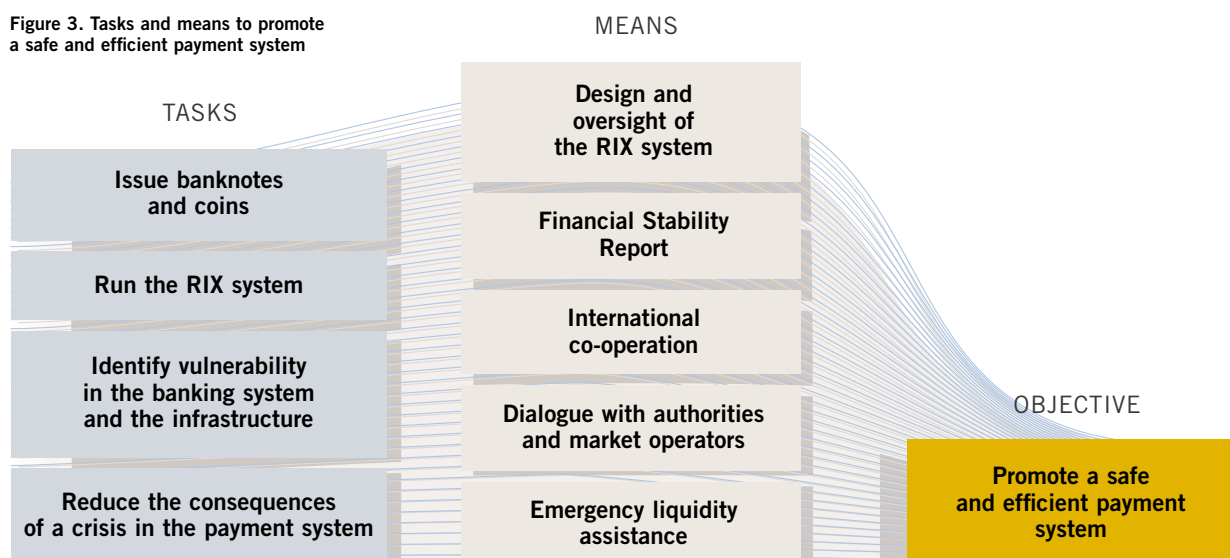 Figure 3. Tasks and means to promote
a safe and efficient payment system
TASKS
Issue banknotes
and coins
Run the RIX system
Identify vulnerability
in the banking system
and the infrastructure
Reduce the consequences
of a crisis in the payment system
MEANS
Design and
oversight of
the RIX system
Financial Stability
Report
International
co-operation
Dialogue with authorities
and market operators
Emergency liquidity
assistance
OBJECTIVE
Promote a safe
and efficient payment
system